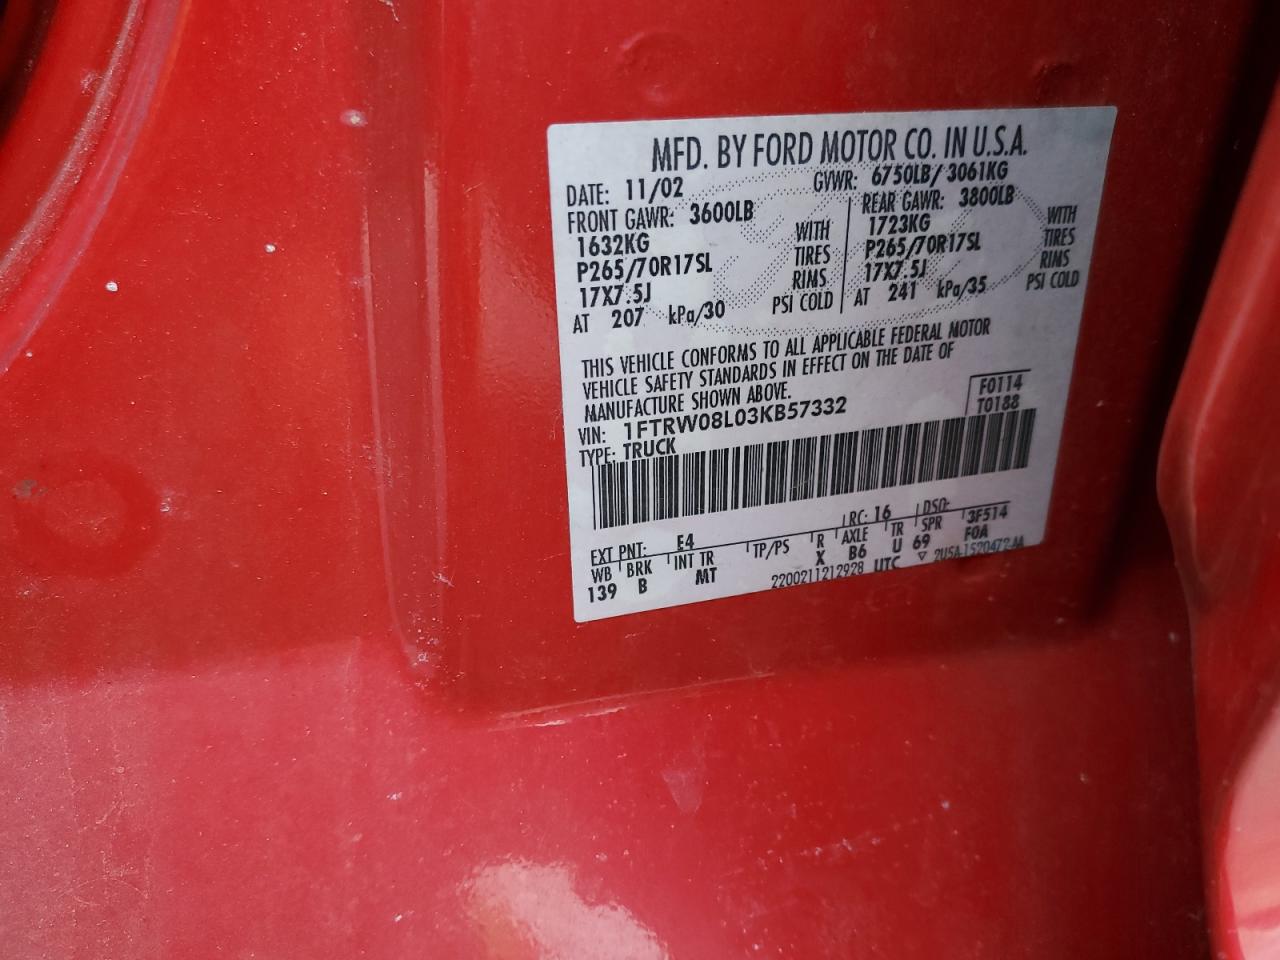 MFD. BY FORD MOTOR CO. IN U.S.A.
DATE: 11/02 GVWR: 6750LB/ 3061KG
FRONT GAWR: 3600LB REAR GAWR: 3800LB
1632KG WITH 1723KG WITH
P265/70R17SL TIRES P265/70R17SL TIRES
17X7.5J RIMS 17X7.5J RIMS
AT 207 kPa/30 PSI COLD AT 241 kPa/35 PSI COLD
THIS VEHICLE CONFORMS TO ALL APPLICABLE FEDERAL MOTOR
VEHICLE SAFETY STANDARDS IN EFFECT ON THE DATE OF
MANUFACTURE SHOWN ABOVE.
F0114
VIN: 1FTRW08L03KB57332 T0188
TYPE: TRUCK
EXT PNT: E4 RC: 16 DSO: 3F514
WB BRK INT TR TP/PS R AXLE TR SPR F0A
139 B MT X B6 U 69
2200211212928 UTC ▽ 2U5A-1520472-AA